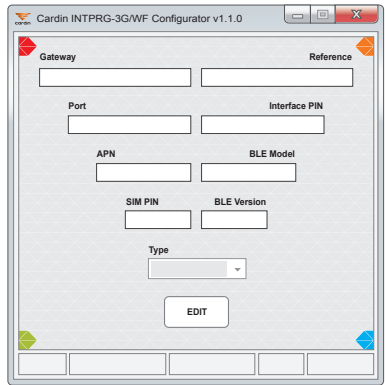 cardin Cardin INTPRG-3G/WF Configurator v1.1.0 X
Gateway Reference
Port Interface PIN
APN BLE Model
SIM PIN BLE Version
Type
EDIT